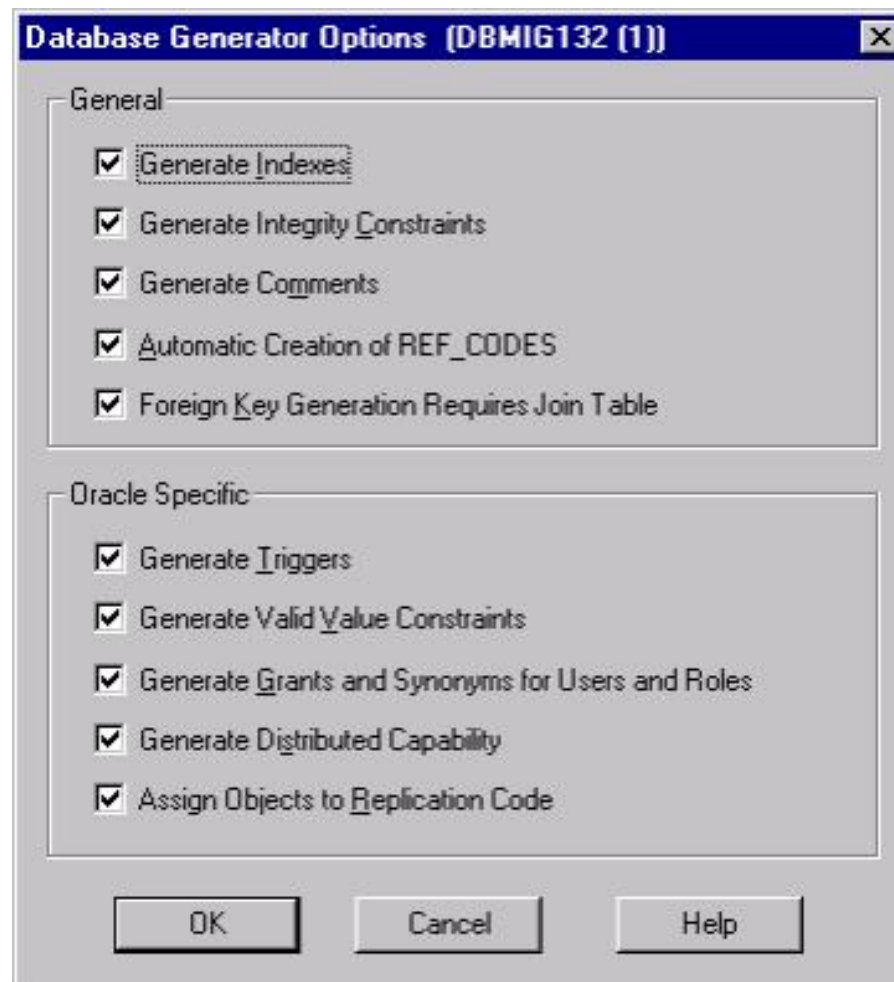 Database Generator Options (DBMIG132 (1))
General
Generate Indexes
Generate Integrity Constraints
Generate Comments
Automatic Creation of REF_CODES
Foreign Key Generation Requires Join Table
Oracle Specific
Generate Triggers
Generate Valid Value Constraints
Generate Grants and Synonyms for Users and Roles
Generate Distributed Capability
Assign Objects to Replication Code
OK Cancel Help